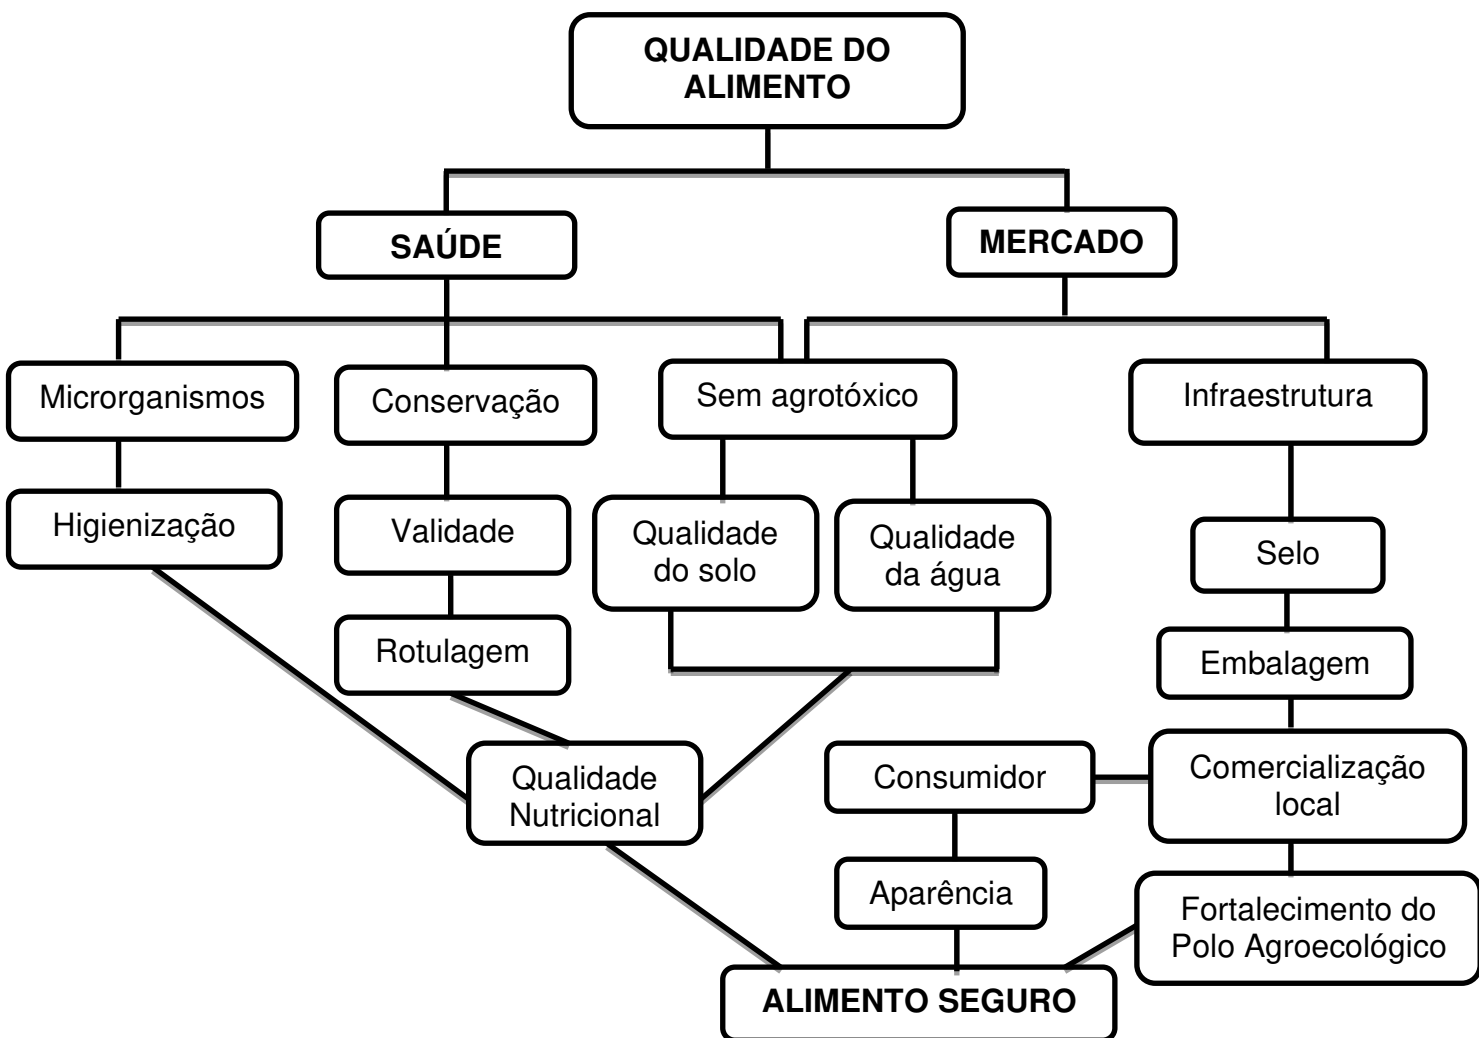 QUALIDADE DO
ALIMENTO
SAÚDE
MERCADO
Microrganismos
Conservação
Sem agrotóxico
Infraestrutura
Higienização
Validade
Qualidade
do solo
Qualidade
da água
Selo
Rotulagem
Embalagem
Qualidade
Nutricional
Consumidor
Comercialização
local
Aparência
Fortalecimento do
Polo Agroecológico
ALIMENTO SEGURO